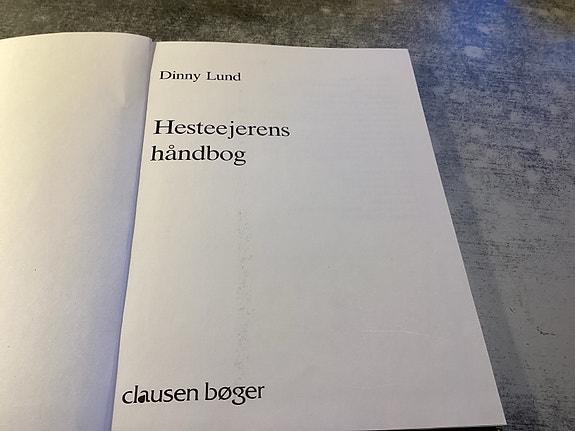 Dinny Lund
Hesteejerens
håndbog
clausen bøger